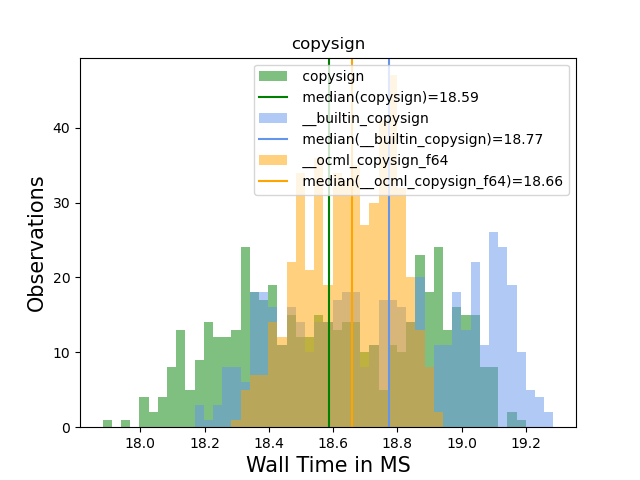 copysign
copysign
median(copysign)=18.59
__builtin_copysign
median(__builtin_copysign)=18.77
__ocml_copysign_f64
median(__ocml_copysign_f64)=18.66
Observations
40
30
20
10
0
18.0 18.2 18.4 18.6 18.8 19.0 19.2
Wall Time in MS